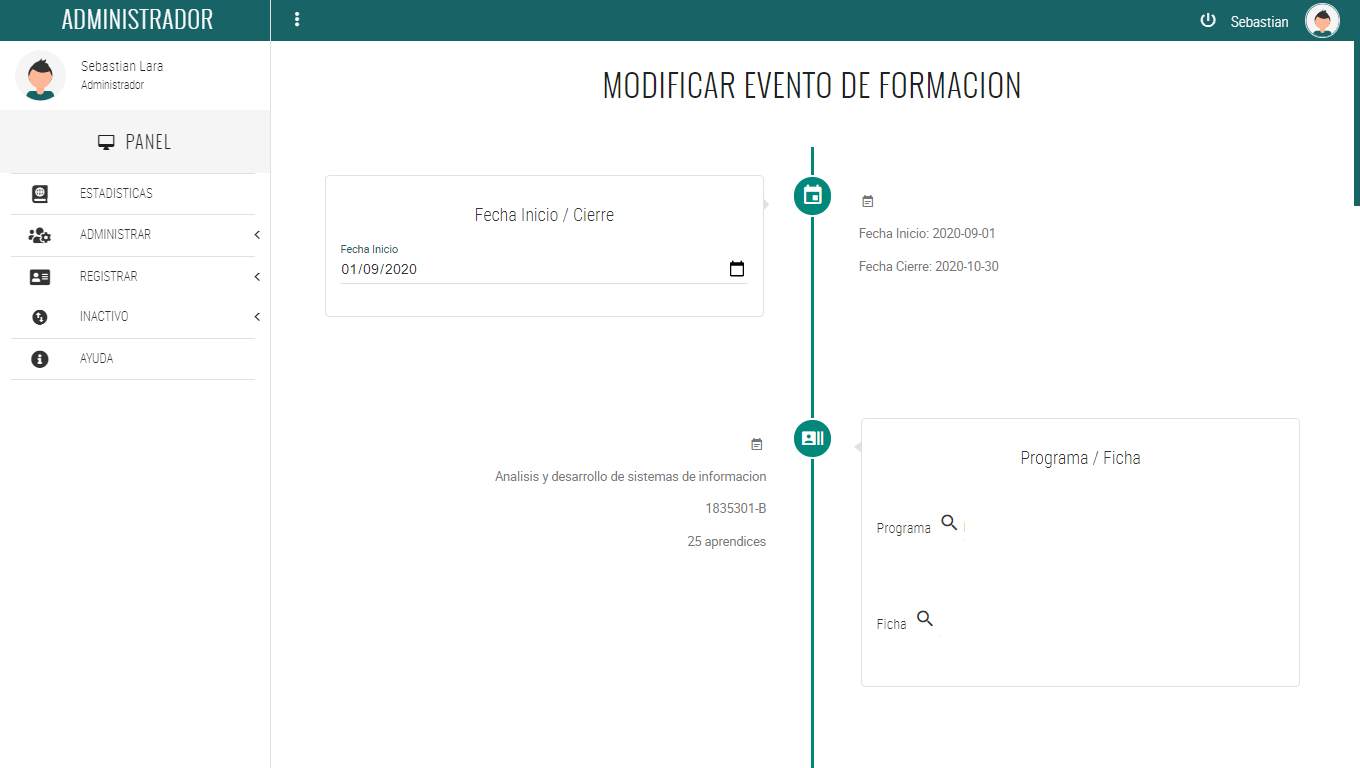 ADMINISTRADOR
Sebastian
Sebastian Lara
Administrador
PANEL
ESTADISTICAS
ADMINISTRAR
REGISTRAR
INACTIVO
AYUDA
MODIFICAR EVENTO DE FORMACION
Fecha Inicio / Cierre
Fecha Inicio
01/09/2020
Fecha Inicio: 2020-09-01
Fecha Cierre: 2020-10-30
Analisis y desarrollo de sistemas de informacion
1835301-B
25 aprendices
Programa / Ficha
Programa
Ficha